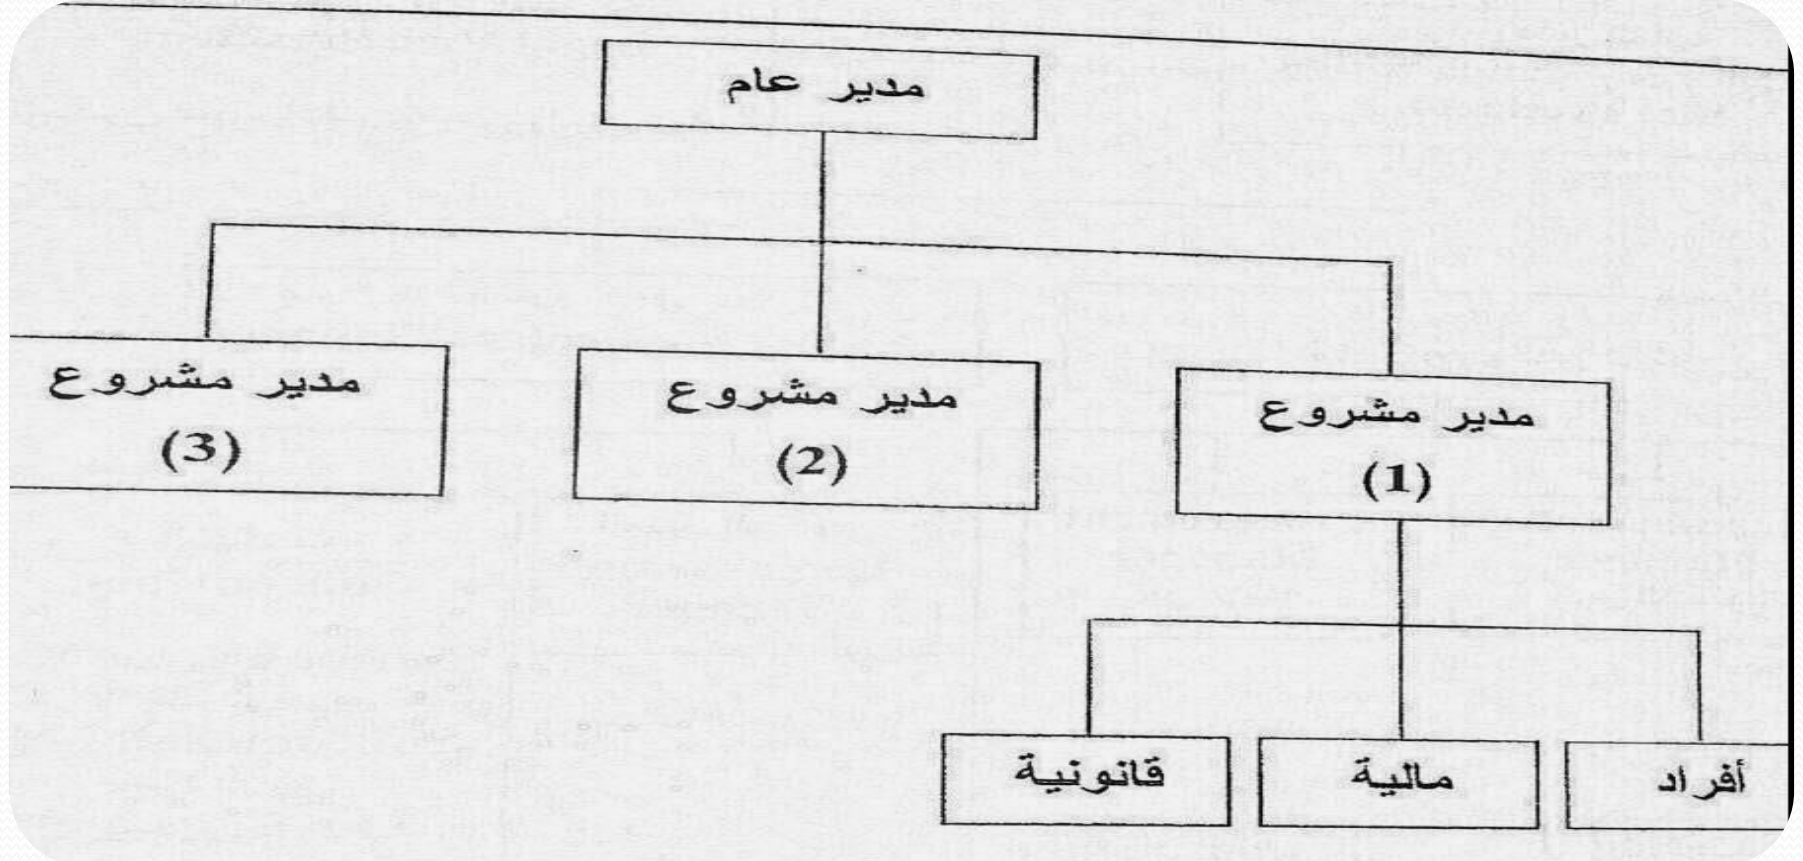 مدير عام
مدير مشروع
(1)
مدير مشروع
(2)
مدير مشروع
(3)
أفراد
مالية
قانونية